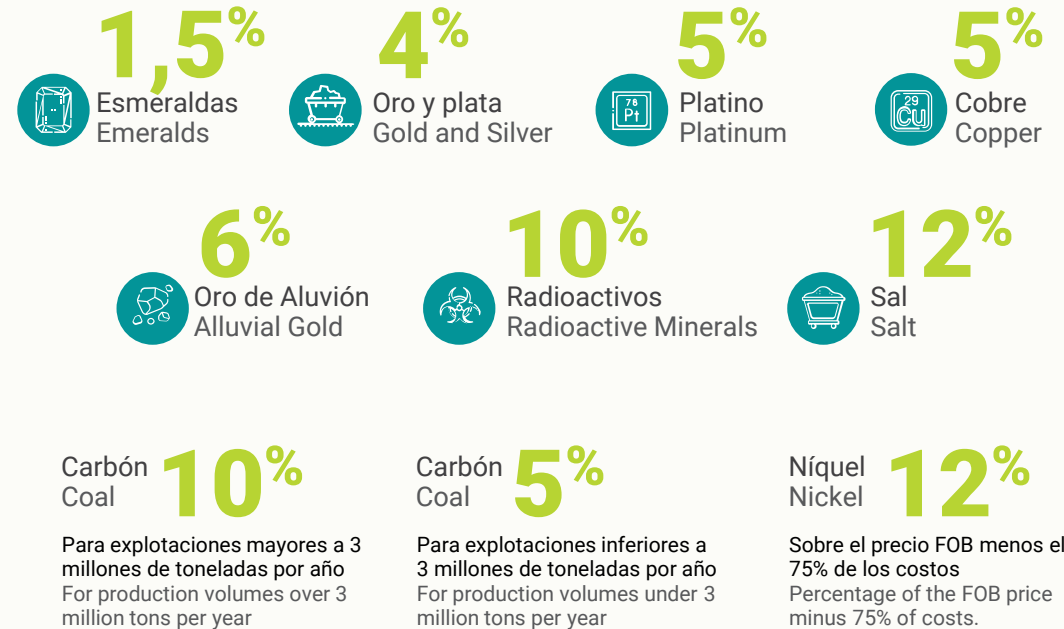 1,5%
Esmeraldas
Emeralds
4%
Oro y plata
Gold and Silver
78
Pt
5%
Platino
Platinum
29
Cu
5%
Cobre
Copper
6%
Oro de Aluvión
Alluvial Gold
10%
Radioactivos
Radioactive Minerals
12%
Sal
Salt
Carbón
Coal
10%
Para explotaciones mayores a 3
millones de toneladas por año
For production volumes over 3
million tons per year
Carbón
Coal
5%
Para explotaciones inferiores a
3 millones de toneladas por año
For production volumes under 3
million tons per year
Níquel
Nickel
12%
Sobre el precio FOB menos el
75% de los costos
Percentage of the FOB price
minus 75% of costs.